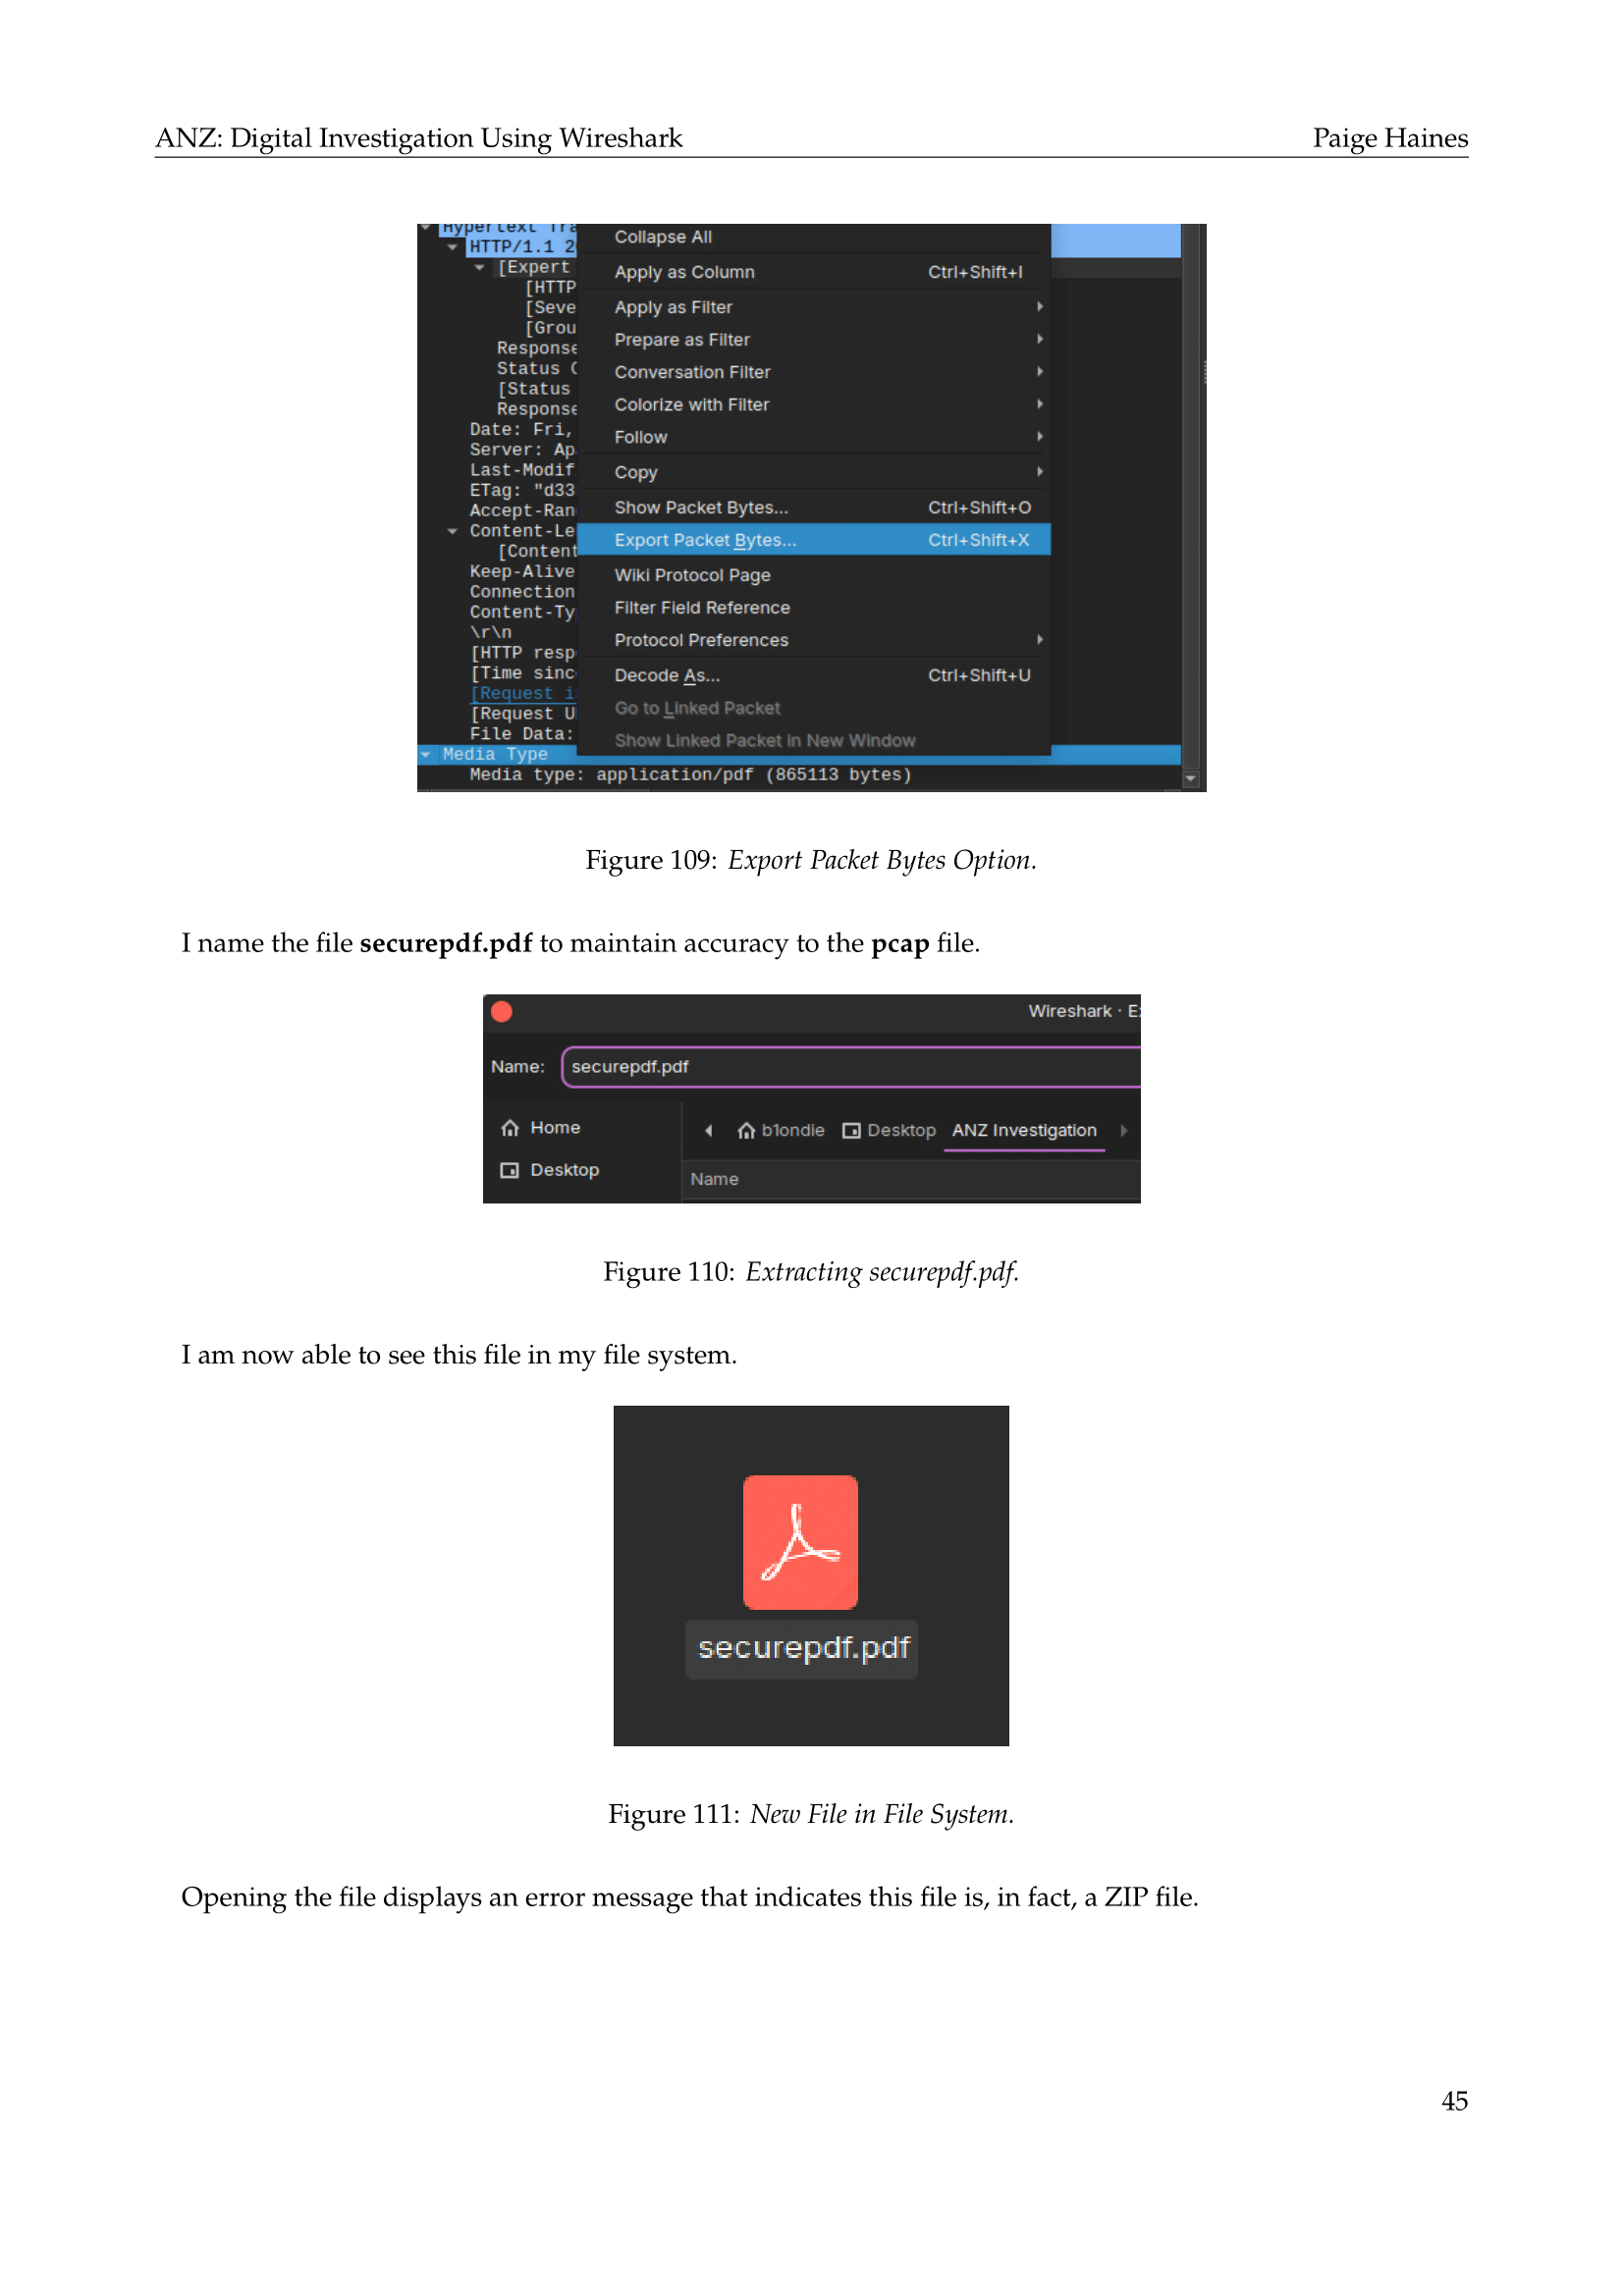 ANZ: Digital Investigation Using Wireshark Paige Haines
Hypertext Tra
HTTP/1.1 2
[Expert
[HTTP
[Seve
[Grou
Response
Status C
[Status
Response
Date: Fri,
Server: Ap
Last-Modif
ETag: "d33
Accept-Ran
Content-Le
[Content
Keep-Alive
Connection
Content-Ty
\r\n
[HTTP resp
[Time sinc
[Request i
[Request U
File Data:
Media Type
Media type: application/pdf (865113 bytes)
Collapse All
Apply as Column Ctrl+Shift+I
Apply as Filter
Prepare as Filter
Conversation Filter
Colorize with Filter
Follow
Copy
Show Packet Bytes... Ctrl+Shift+O
Export Packet Bytes... Ctrl+Shift+X
Wiki Protocol Page
Filter Field Reference
Protocol Preferences
Decode As... Ctrl+Shift+U
Go to Linked Packet
Show Linked Packet in New Window
Figure 109: Export Packet Bytes Option.
I name the file securepdf.pdf to maintain accuracy to the pcap file.
Wireshark · E
Name: securepdf.pdf
Home
Desktop
b1ondie Desktop ANZ Investigation
Name
Figure 110: Extracting securepdf.pdf.
I am now able to see this file in my file system.
securepdf.pdf
Figure 111: New File in File System.
Opening the file displays an error message that indicates this file is, in fact, a ZIP file.
45